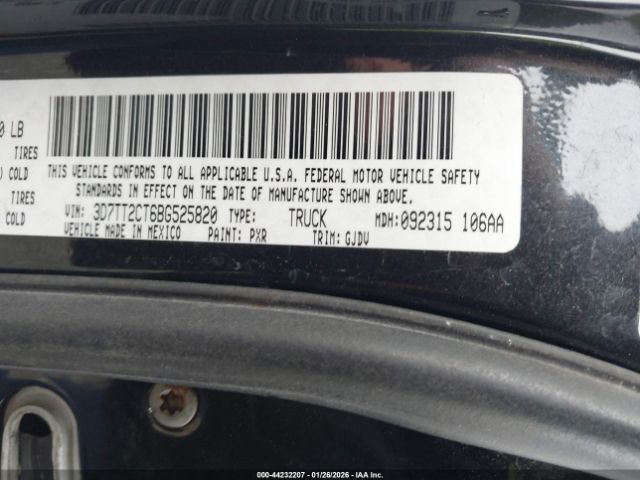 0 LB
TIRES
) COLD
TIRES
COLD
THIS VEHICLE CONFORMS TO ALL APPLICABLE U.S.A. FEDERAL MOTOR VEHICLE SAFETY
STANDARDS IN EFFECT ON THE DATE OF MANUFACTURE SHOWN ABOVE.
VIN: 3D7TT2CT6BG525820 TYPE: TRUCK MDH:092315 106AA
VEHICLE MADE IN MEXICO PAINT: PXR TRIM: GJDV
000-44232207 - 01/26/2026 - IAA Inc.